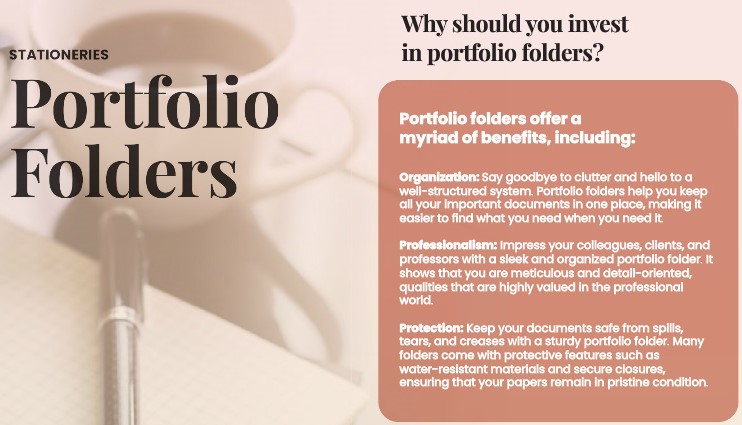 STATIONERIES
Portfolio
Folders
Why should you invest
in portfolio folders?
Portfolio folders offer a
myriad of benefits, including:
Organization: Say goodbye to clutter and hello to a
well-structured system. Portfolio folders help you keep
all your important documents in one place, making it
easier to find what you need when you need it.
Professionalism: Impress your colleagues, clients, and
professors with a sleek and organized portfolio folder. It
shows that you are meticulous and detail-oriented,
qualities that are highly valued in the professional
world.
Protection: Keep your documents safe from spills,
tears, and creases with a sturdy portfolio folder. Many
folders come with protective features such as
water-resistant materials and secure closures,
ensuring that your papers remain in pristine condition.